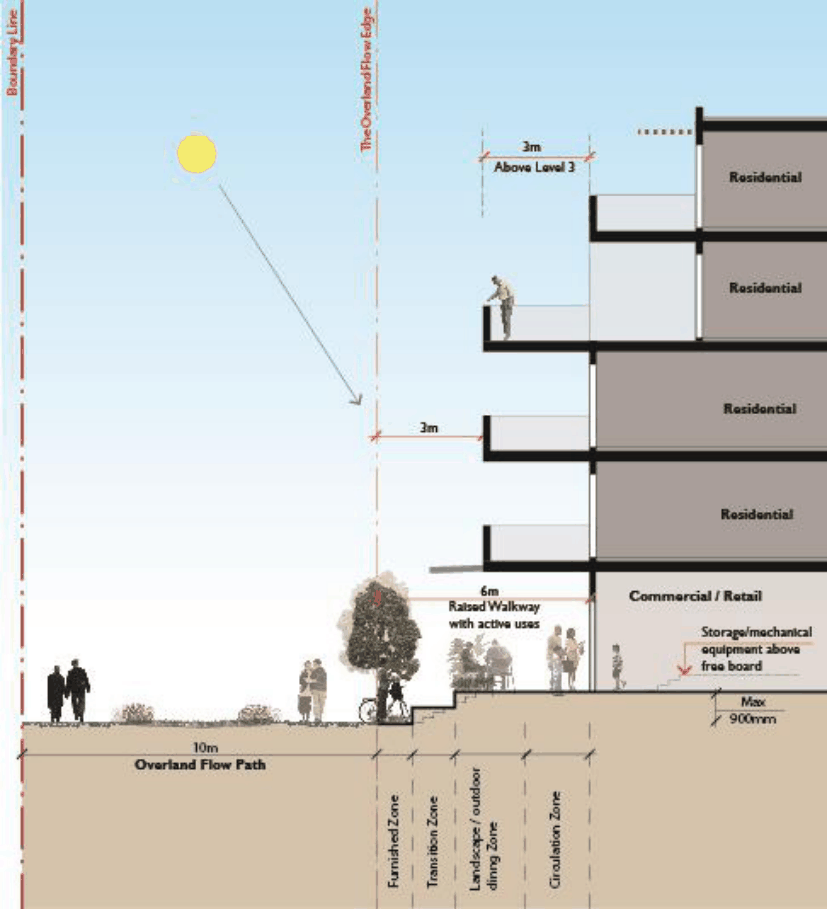 Boundary Line
The Overland Flow Edge
3m
Above Level 3
Residential
Residential
Residential
3m
Residential
6m
Raised Walkway
with active uses
Commercial / Retail
Storage/mechanical
equipment above
free board
Max
900mm
10m
Overland Flow Path
Furnished Zone
Transition Zone
Landscape / outdoor
dinng Zone
Circulation Zone